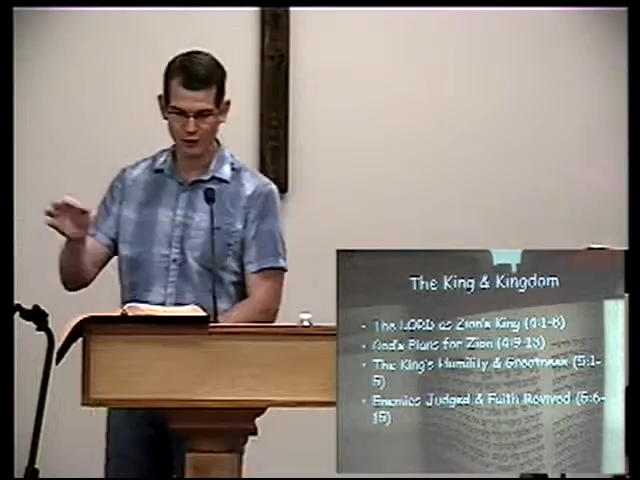 The King & Kingdom
• The LORD as Zion's King (4:1-8)
• God's Plans for Zion (4:9-13)
• The King's Humility & Greatness (5:1-
5)
• Enemies Judged & Faith Revived (5:6-
15)